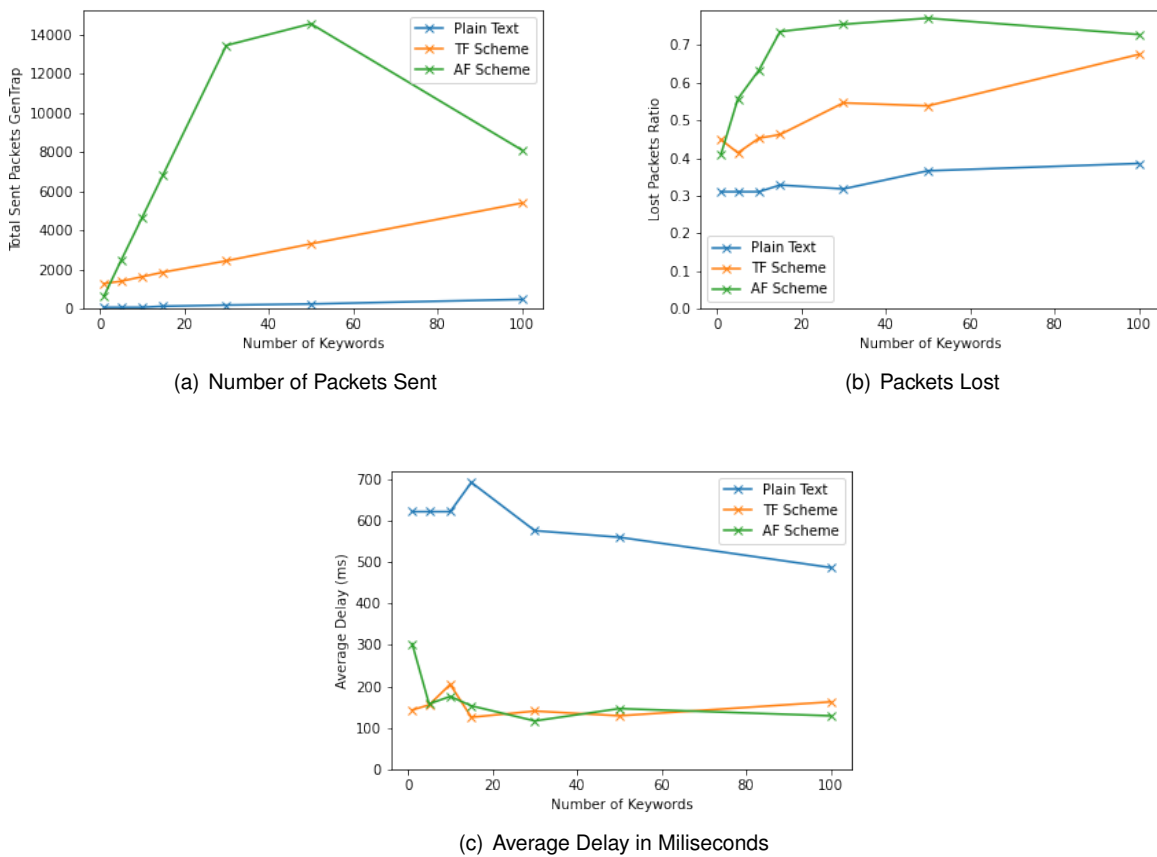 14000
12000
10000
8000
6000
4000
2000
0
Total Sent Packets GenTrap
Plain Text
TF Scheme
AF Scheme
0 20 40 60 80 100
Number of Keywords
(a) Number of Packets Sent
0.7
0.6
0.5
0.4
0.3
0.2
0.1
0.0
Lost Packets Ratio
Plain Text
TF Scheme
AF Scheme
0 20 40 60 80 100
Number of Keywords
(b) Packets Lost
700
600
500
400
300
200
100
0
Average Delay (ms)
Plain Text
TF Scheme
AF Scheme
0 20 40 60 80 100
Number of Keywords
(c) Average Delay in Miliseconds